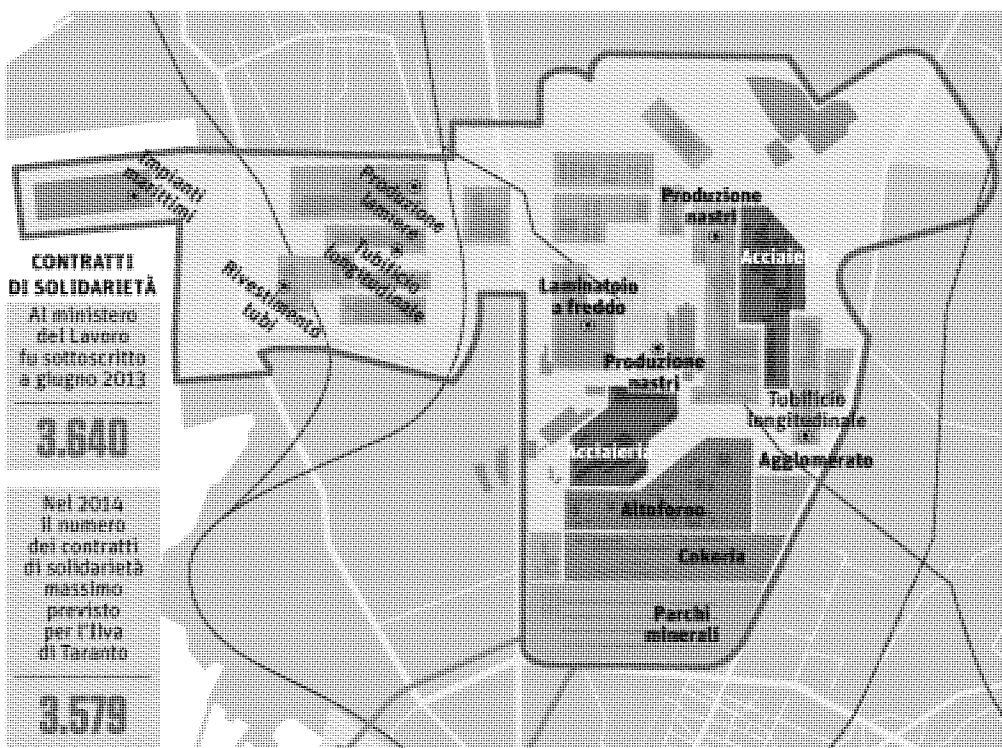 Impianti
marittimi
Produzione
lamiere
Tubificio
longitudinale
Rivestimento
tubi
Produzione
nastri
Acciaieria
Laminatoio
a freddo
Produzione
nastri
Tubificio
longitudinale
Agglomerato
Acciaieria
Altoforno
Cokeria
Parchi
minerali
CONTRATTI
DI SOLIDARIETÀ
Al ministero
del Lavoro
fu sottoscritto
a giugno 2013
3.640
Nel 2014
il numero
dei contratti
di solidarietà
massimo
previsto
per l'Ilva
di Taranto
3.579